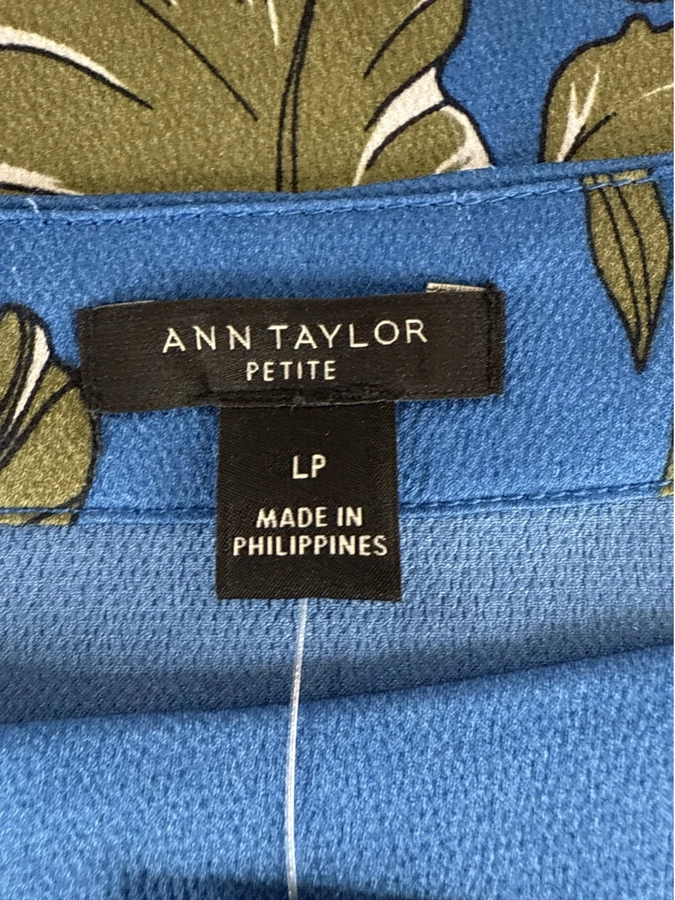 ANN TAYLOR
PETITE
LP
MADE IN
PHILIPPINES